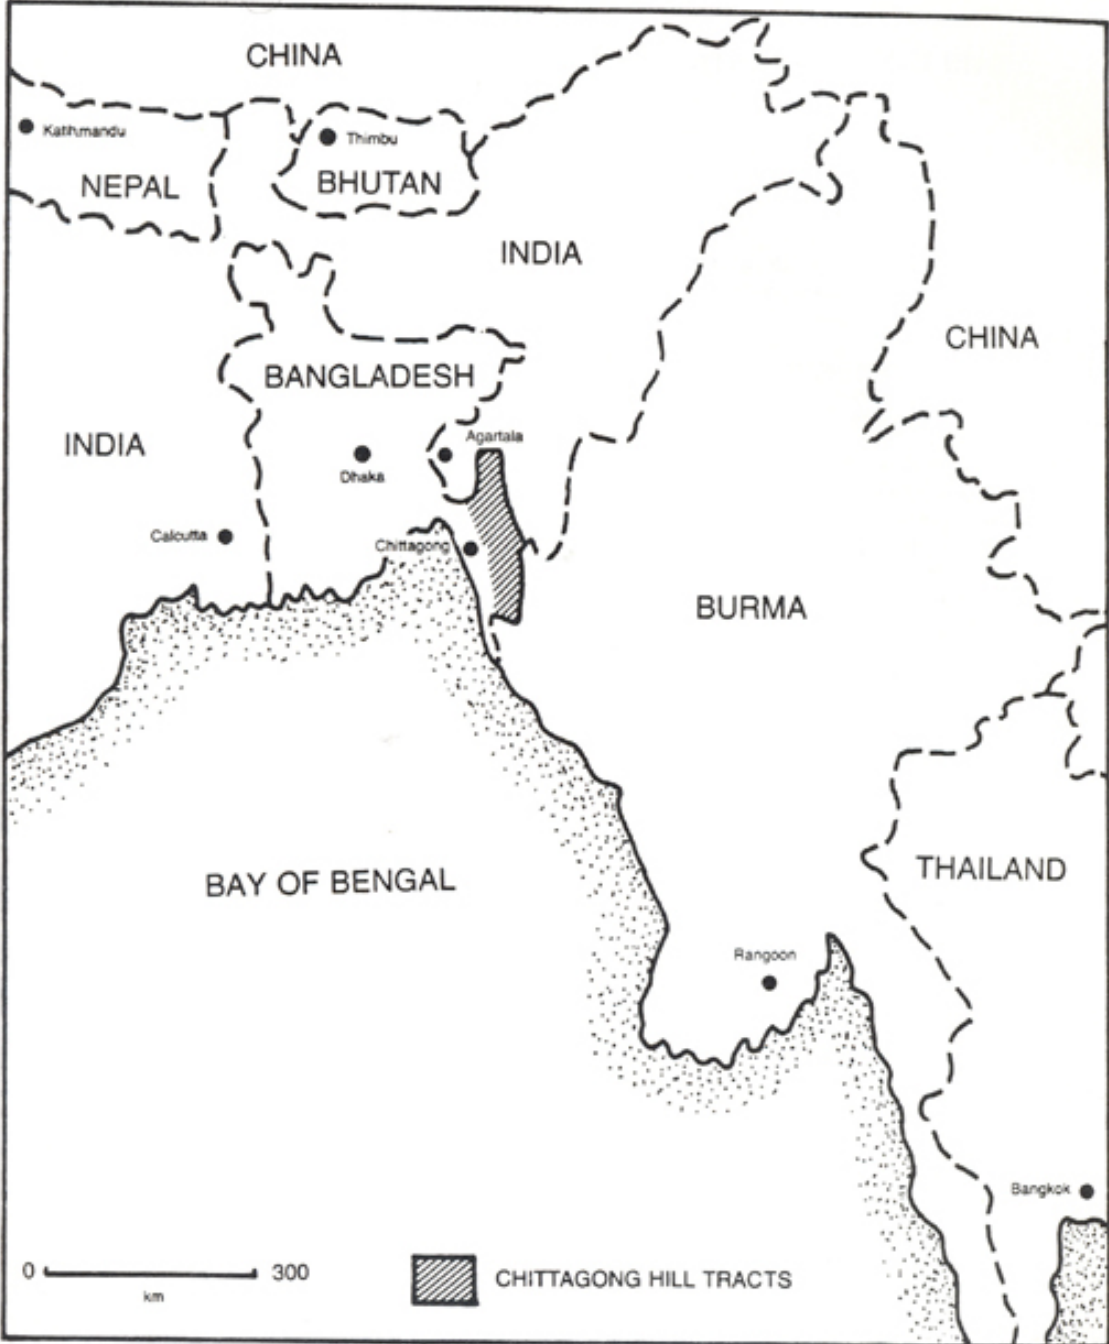 CHINA
Kathmandu
Thimbu
NEPAL
BHUTAN
INDIA
CHINA
BANGLADESH
INDIA
Agartala
Dhaka
Calcutta
Chittagong
BURMA
THAILAND
BAY OF BENGAL
Rangoon
Bangkok
0 300
km
CHITTAGONG HILL TRACTS